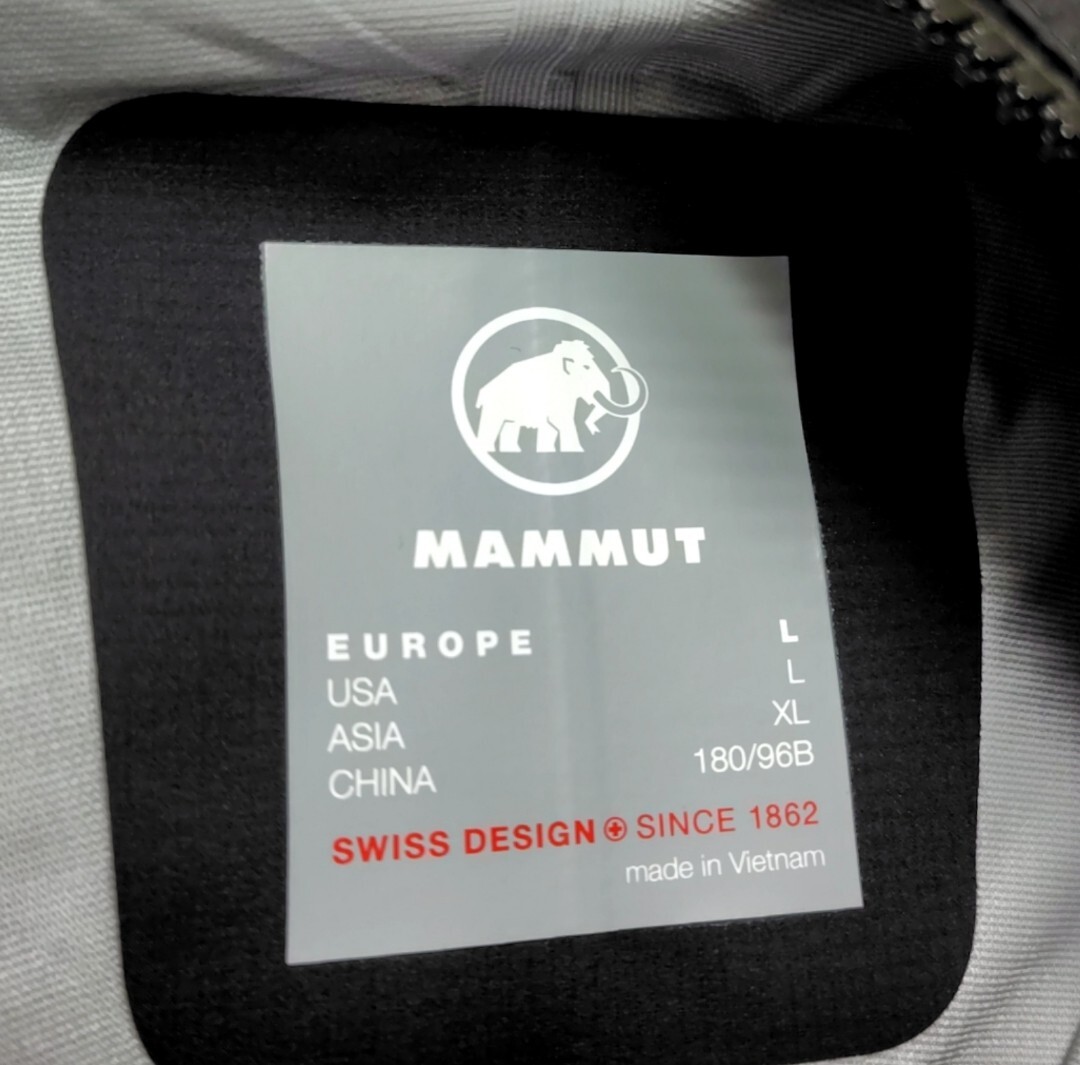 MAMMUT
EUROPE L
USA L
ASIA XL
CHINA 180/96B
SWISS DESIGN SINCE 1862
made in Vietnam